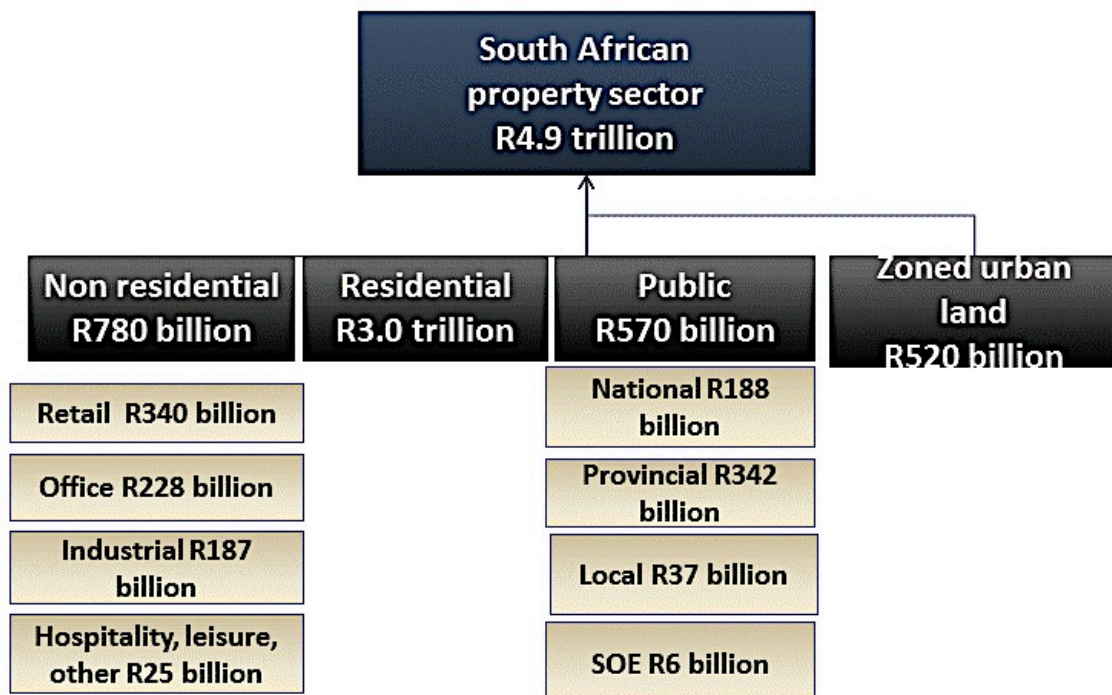 South African
property sector
R4.9 trillion
Non residential
R780 billion
Residential
R3.0 trillion
Public
R570 billion
Zoned urban
land
R520 billion
Retail  R340 billion
Office R228 billion
Industrial R187
billion
Hospitality, leisure,
other R25 billion
National R188
billion
Provincial R342
billion
Local R37 billion
SOE R6 billion